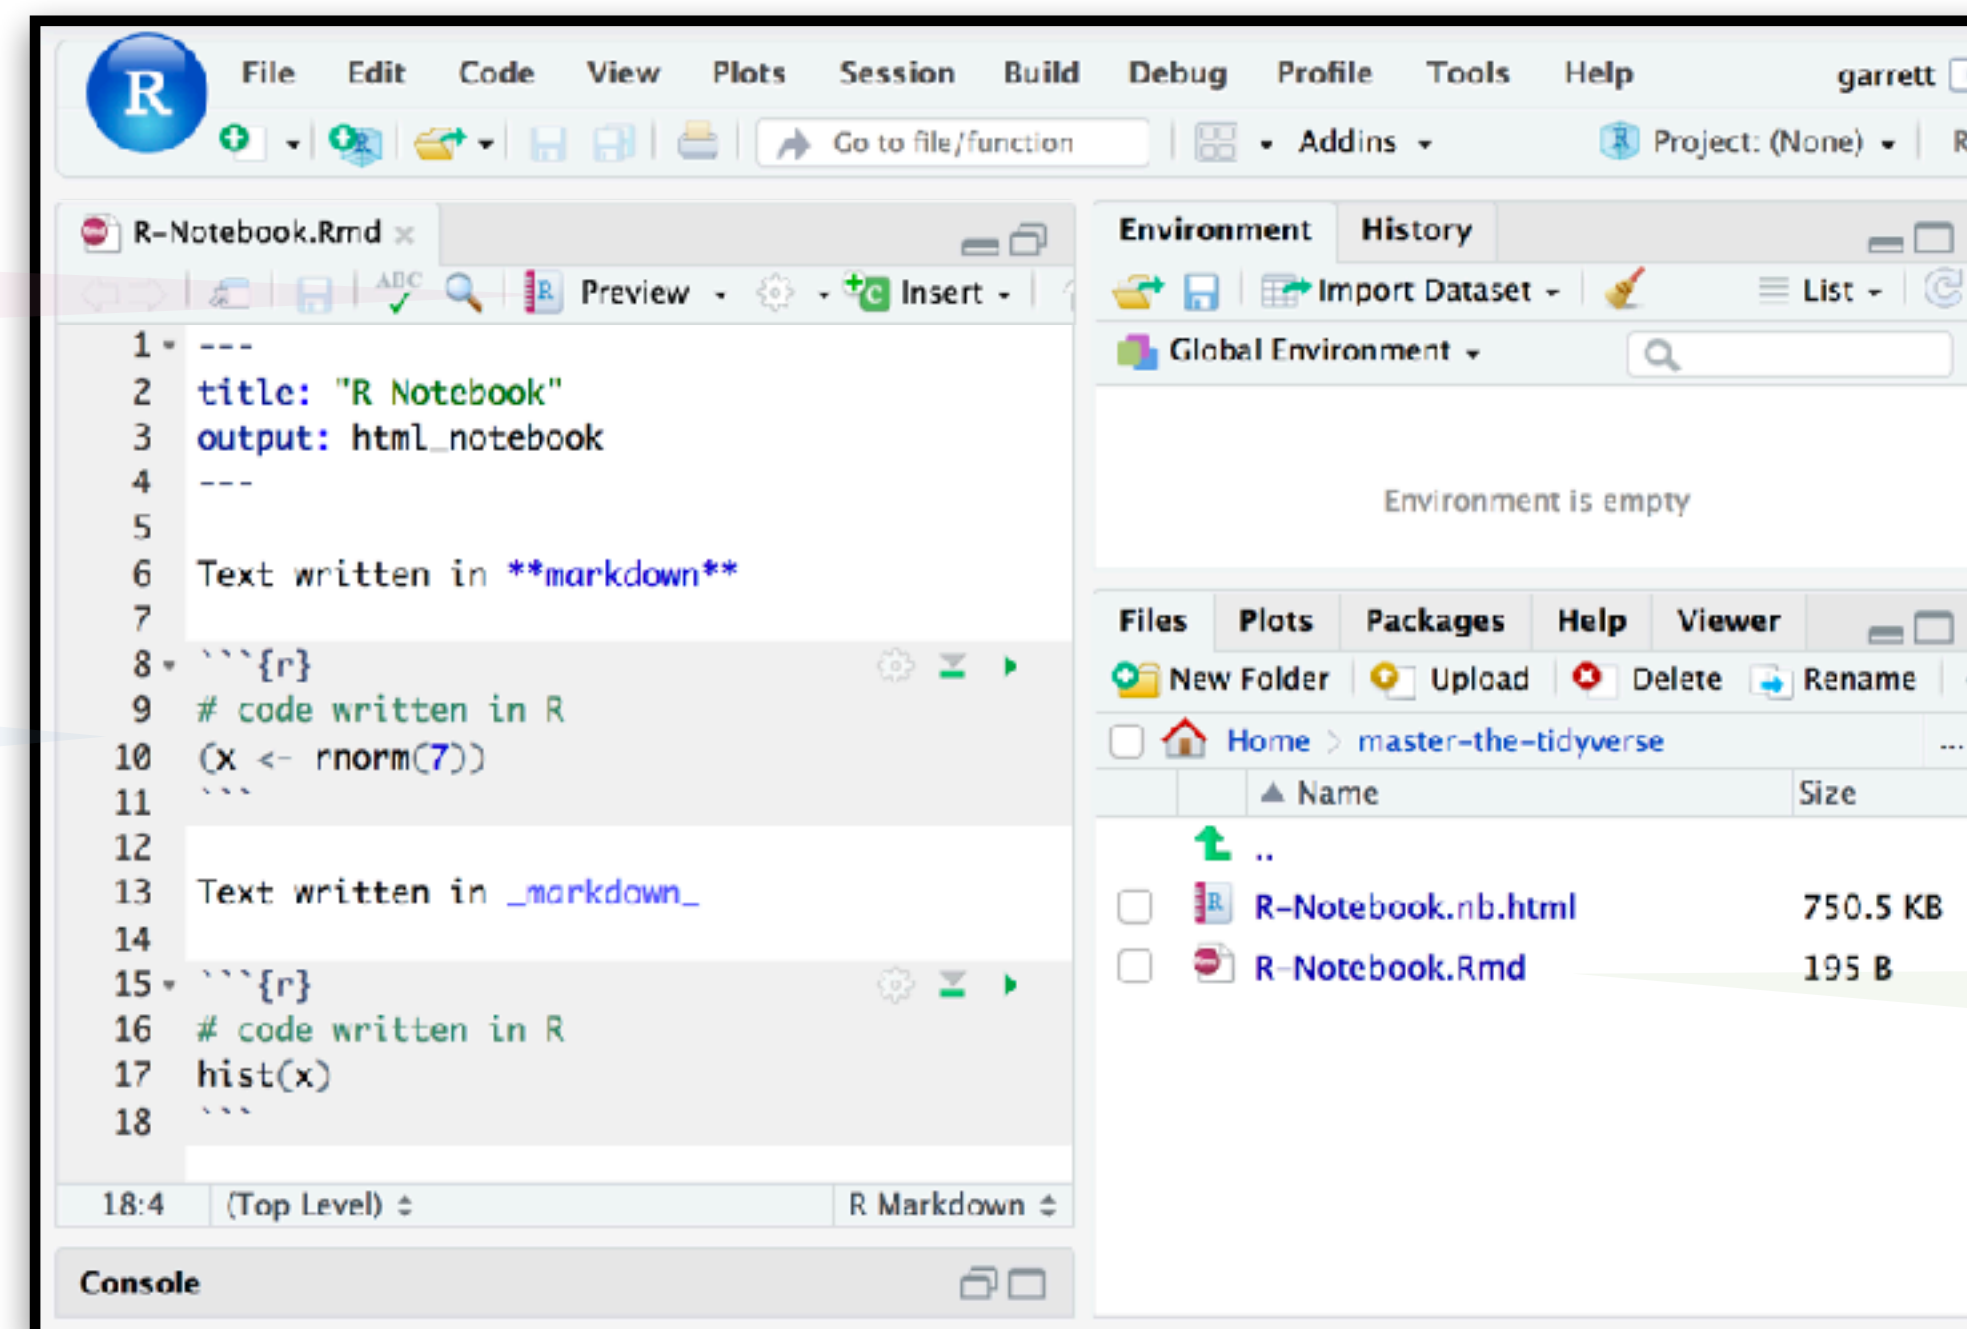 R File Edit Code View Plots Session Build Debug Profile Tools Help garrett
Go to file/function Addins Project: (None) R
R-Notebook.Rmd
ABC Preview Insert
1 ---
2 title: "R Notebook"
3 output: html_notebook
4 ---
5
6 Text written in **markdown**
7
8 ```{r}
9 # code written in R
10 (x <- rnorm(7))
11 ```
12
13 Text written in _markdown_
14
15 ```{r}
16 # code written in R
17 hist(x)
18 ```
18:4 (Top Level) R Markdown
Console
Environment History
Import Dataset List
Global Environment
Environment is empty
Files Plots Packages Help Viewer
New Folder Upload Delete Rename
Home > master-the-tidyverse ...
Name Size
..
R-Notebook.nb.html 750.5 KB
R-Notebook.Rmd 195 B